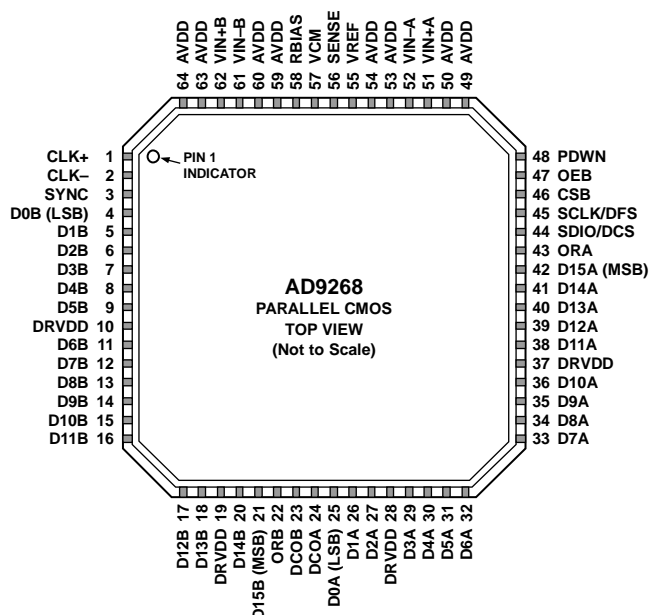 64 AVDD
63 AVDD
62 VIN+B
61 VIN–B
60 AVDD
59 AVDD
58 RBIAS
57 VCM
56 SENSE
55 VREF
54 AVDD
53 AVDD
52 VIN–A
51 VIN+A
50 AVDD
49 AVDD
CLK+ 1
CLK– 2
SYNC 3
D0B (LSB) 4
D1B 5
D2B 6
D3B 7
D4B 8
D5B 9
DRVDD 10
D6B 11
D7B 12
D8B 13
D9B 14
D10B 15
D11B 16
PIN 1
INDICATOR
AD9268
PARALLEL CMOS
TOP VIEW
(Not to Scale)
48 PDWN
47 OEB
46 CSB
45 SCLK/DFS
44 SDIO/DCS
43 ORA
42 D15A (MSB)
41 D14A
40 D13A
39 D12A
38 D11A
37 DRVDD
36 D10A
35 D9A
34 D8A
33 D7A
D12B 17
D13B 18
DRVDD 19
D14B 20
D15B (MSB) 21
ORB 22
DCOB 23
DCOA 24
D0A (LSB) 25
D1A 26
D2A 27
DRVDD 28
D3A 29
D4A 30
D5A 31
D6A 32